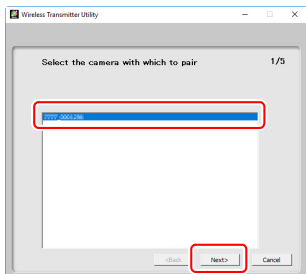 Wireless Transmitter Utility
Select the camera with which to pair
1/5
<Back
Next>
Cancel